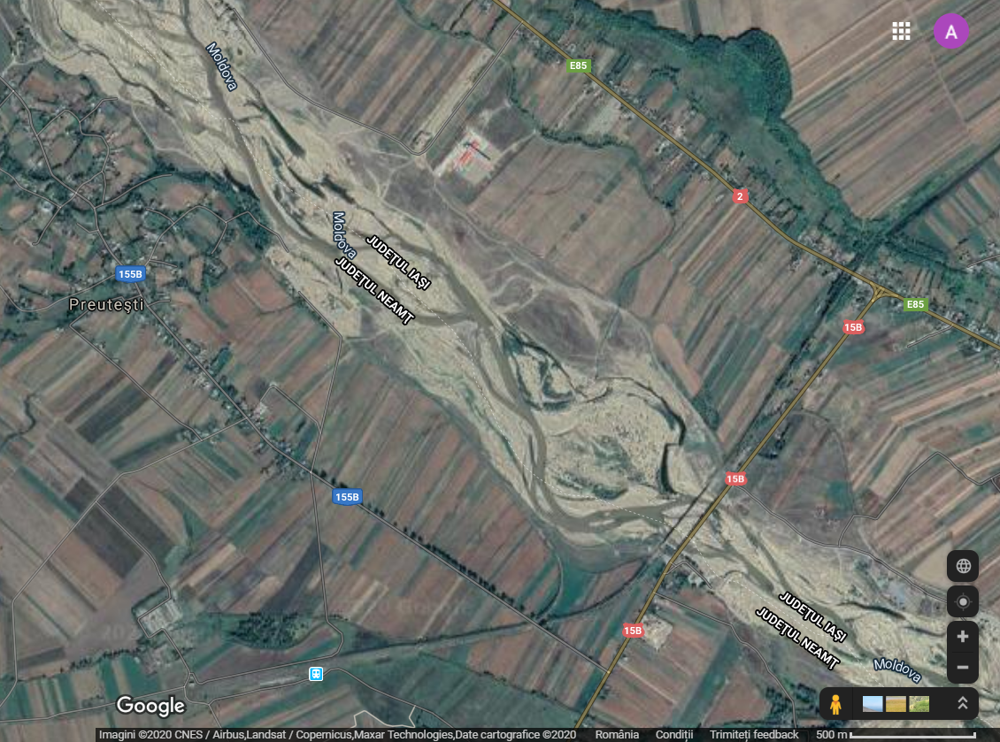 Moldova
E85
A
2
Moldova
JUDEȚUL IAȘI
JUDEȚUL NEAMȚ
155B
Preutești
E85
15B
15B
155B
JUDEȚUL IAȘI
JUDEȚUL NEAMȚ
15B
Moldova
Google
Imagini ©2020 CNES / Airbus,Landsat / Copernicus,Maxar Technologies,Date cartografice ©2020 România Condiții Trimiteți feedback 500 m